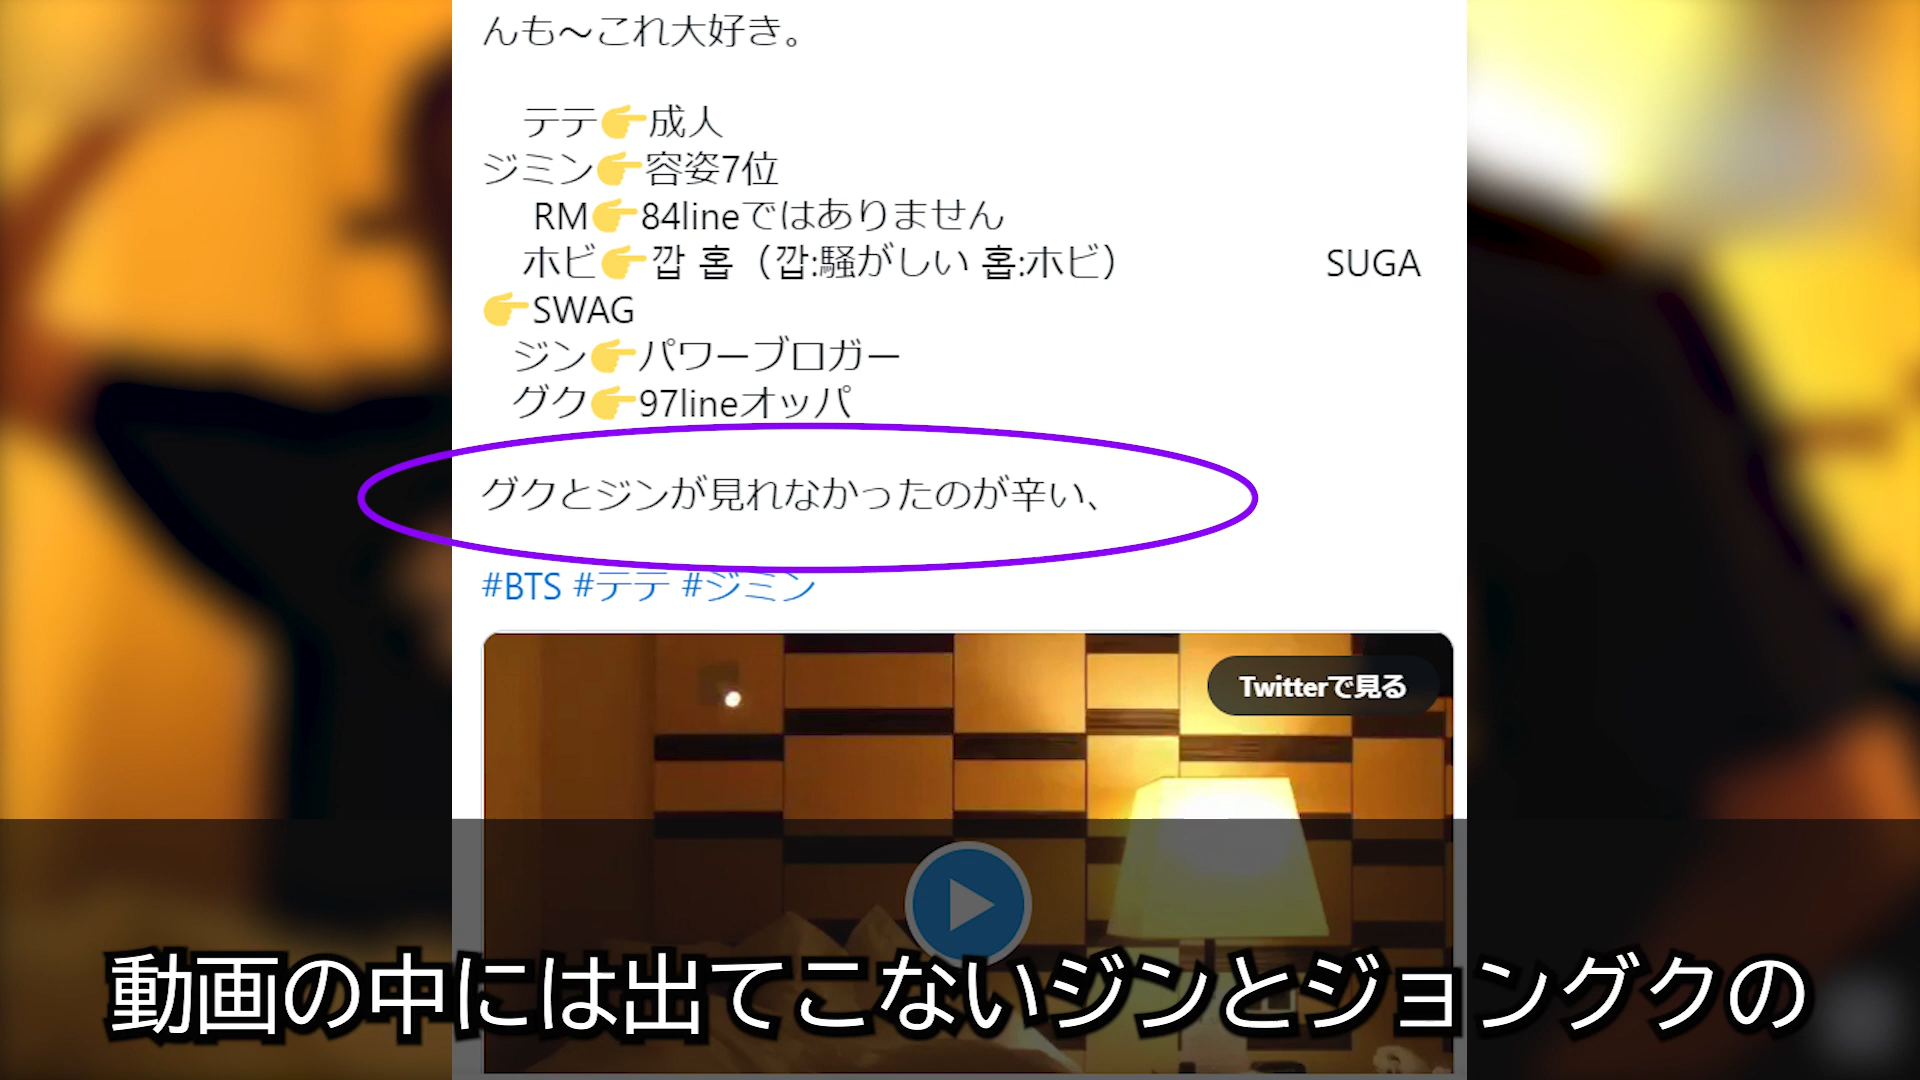 んも〜これ大好き。
テテ👉成人
ジミン👉容姿7位
RM👉84lineではありません
ホビ👉깝 홉（깝:騒がしい 홉:ホビ） SUGA
👉SWAG
ジン👉パワーブロガー
グク👉97lineオッパ
グクとジンが見れなかったのが辛い、
#BTS #テテ #ジミン
Twitterで見る
動画の中には出てこないジンとジョングクの